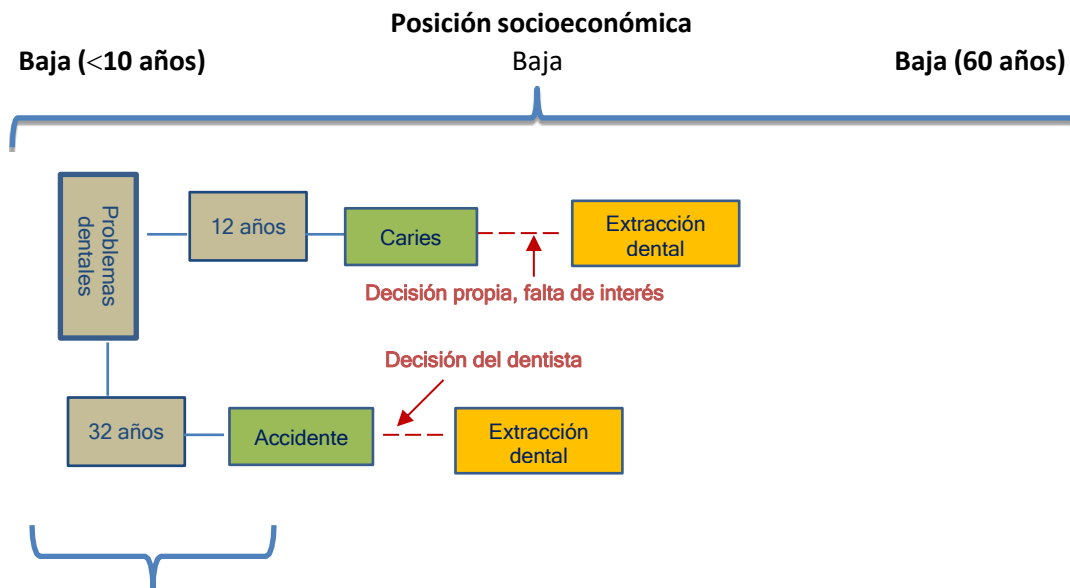 Posición socioeconómica
Baja (<10 años) Baja Baja (60 años)
Problemas
dentales
12 años
Caries
Extracción
dental
Decisión propia, falta de interés
Decisión del dentista
32 años
Accidente
Extracción
dental